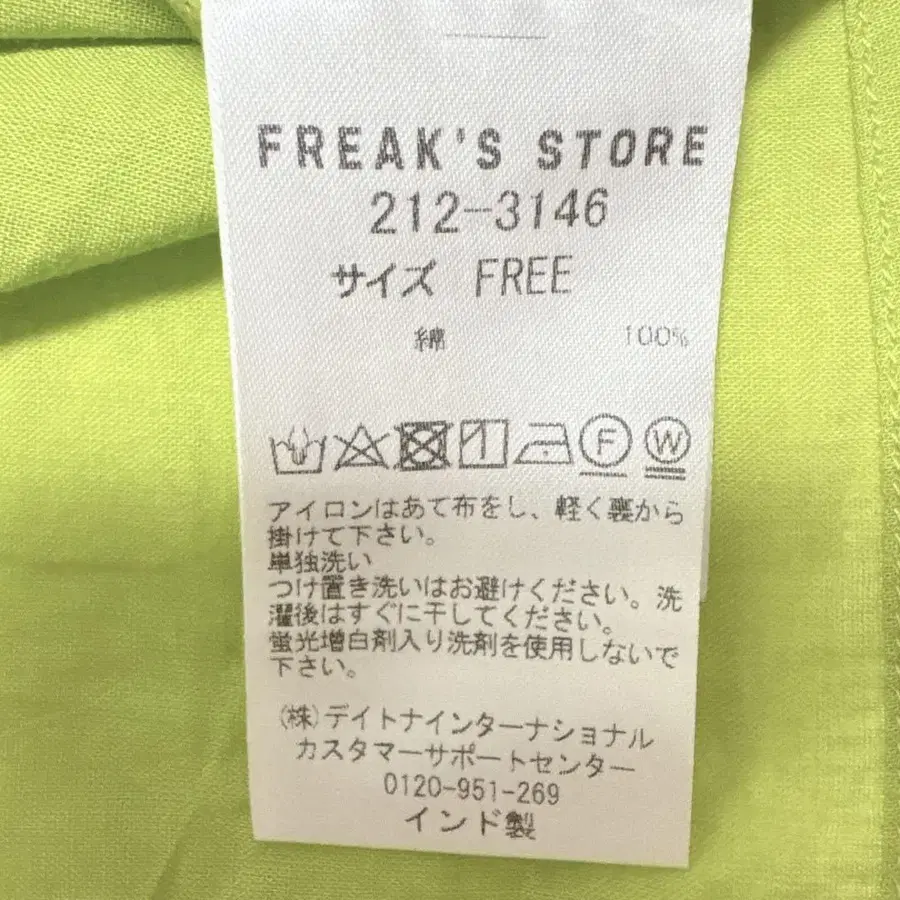 FREAK'S STORE
212-3146
サイズ FREE
綿 100%
F W
アイロンはあて布をし、軽く裏から
掛けて下さい。
単独洗い
つけ置き洗いはお避けください。洗
濯後はすぐに干してください。
蛍光増白剤入り洗剤を使用しないで
下さい。
(株)デイトナインターナショナル
カスタマーサポートセンター
0120-951-269
インド製